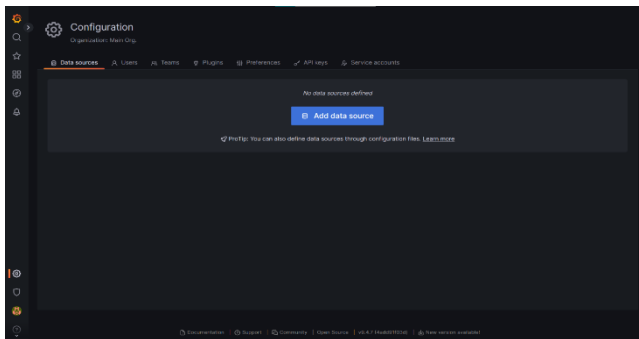 Configuration
Organization: Main Org.
Data sources Users Teams Plugins Preferences API keys Service accounts
No data sources defined
Add data source
ProTip: You can also define data sources through configuration files. Learn more
Documentation | Support | Community | Open Source | | New version available!